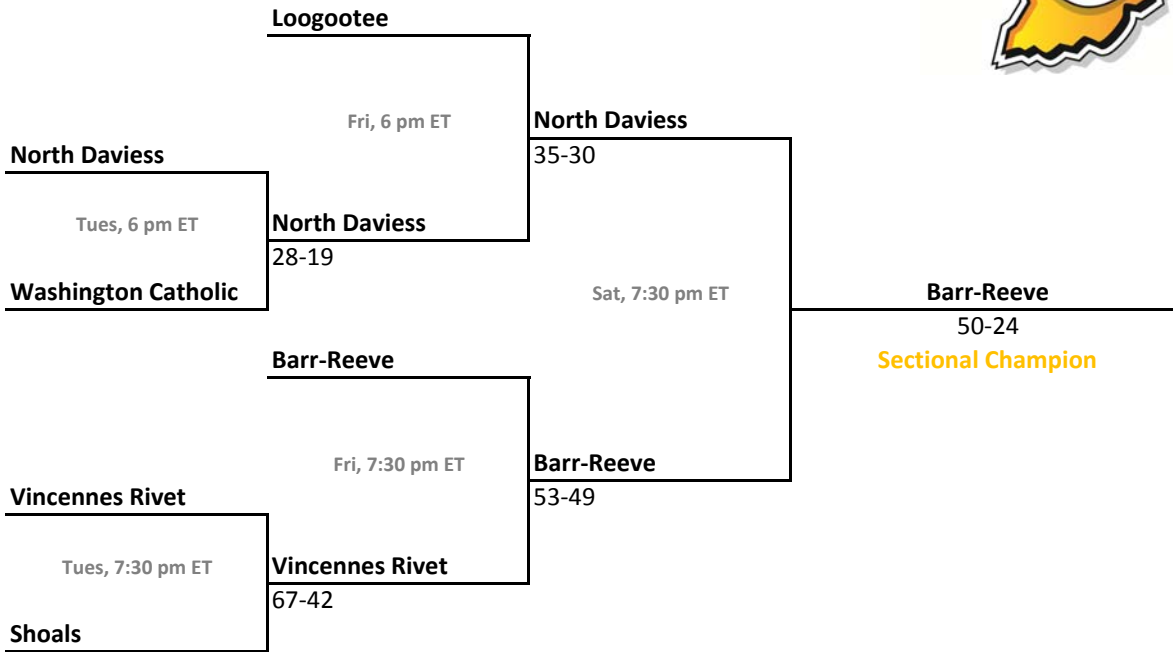 Loogootee
Fri, 6 pm ET
North Daviess
North Daviess
35-30
Tues, 6 pm ET
North Daviess
28-19
Washington Catholic
Sat, 7:30 pm ET
Barr-Reeve
50-24
Barr-Reeve
Sectional Champion
Fri, 7:30 pm ET
Barr-Reeve
Vincennes Rivet
53-49
Tues, 7:30 pm ET
Vincennes Rivet
67-42
Shoals